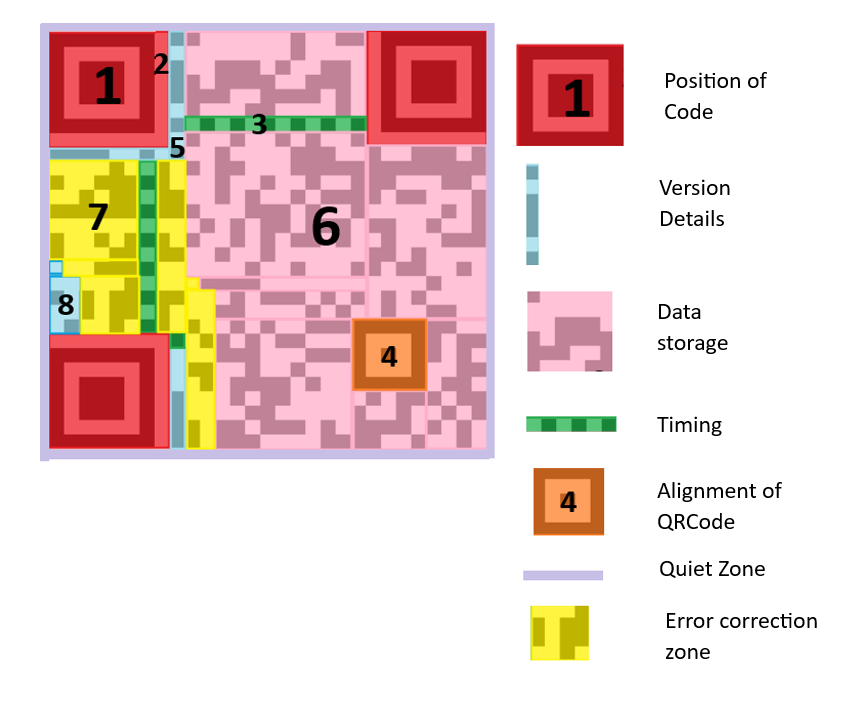 1
2
3
5
7
6
8
4
1
Position of
Code
Version
Details
Data
storage
Timing
4
Alignment of
QRCode
Quiet Zone
Error correction
zone